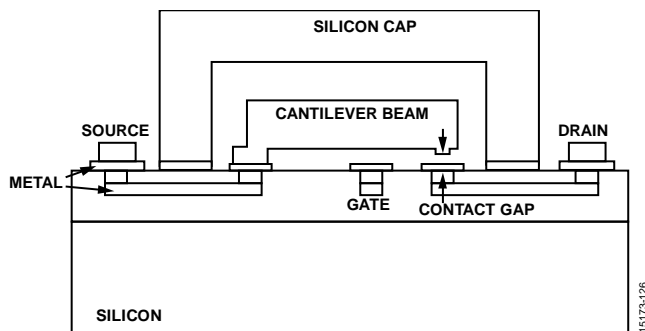 SILICON CAP
CANTILEVER BEAM
SOURCE
DRAIN
METAL
GATE
CONTACT GAP
SILICON
15173-126